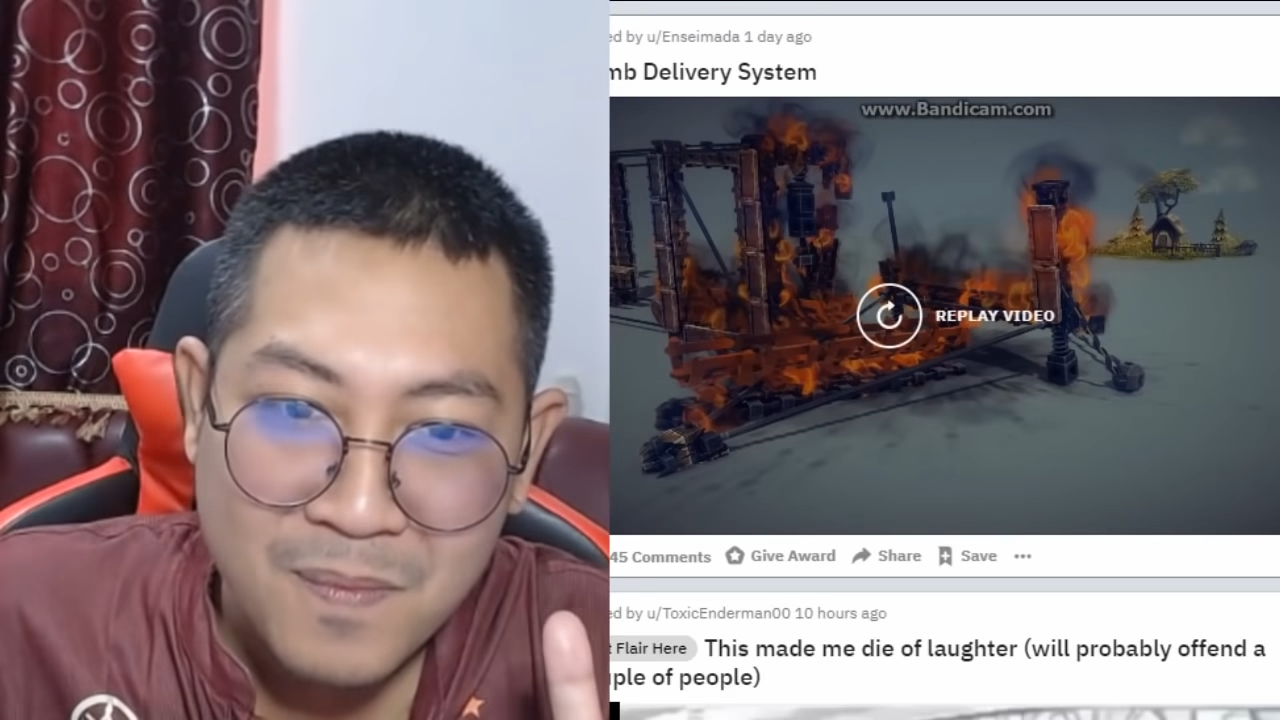 ed by u/Enseimada 1 day ago
mb Delivery System
www.Bandicam.com
REPLAY VIDEO
45 Comments Give Award Share Save
ed by u/ToxicEnderman00 10 hours ago
t Flair Here This made me die of laughter (will probably offend a
uple of people)